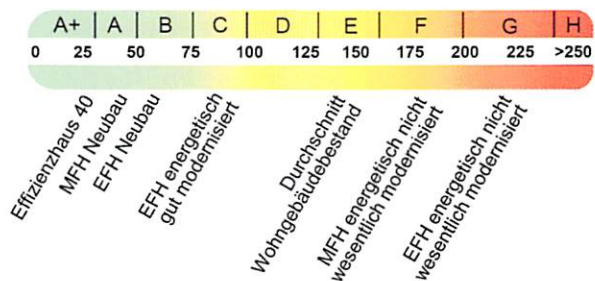 A+ A B C D E F G H
0 25 50 75 100 125 150 175 200 225 >250
Effizienzhaus 40
MFH Neubau
EFH Neubau
EFH energetisch
gut modernisiert
Durchschnitt
Wohngebäudebestand
MFH energetisch nicht
wesentlich modernisiert
EFH energetisch nicht
wesentlich modernisiert